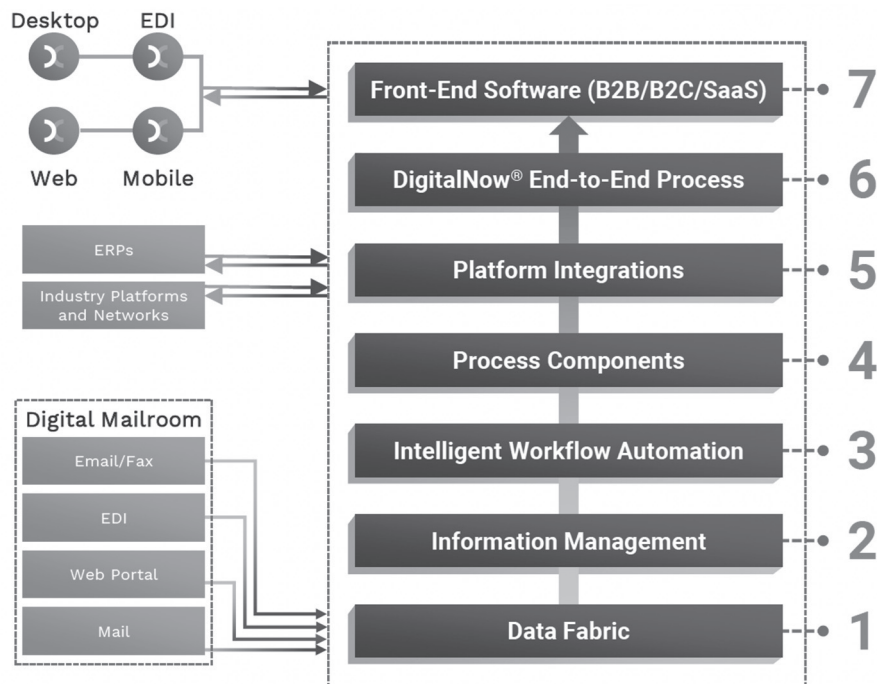 Desktop EDI
Web Mobile
ERPs
Industry Platforms
and Networks
Digital Mailroom
Email/Fax
EDI
Web Portal
Mail
Front-End Software (B2B/B2C/SaaS) 7
DigitalNow® End-to-End Process 6
Platform Integrations 5
Process Components 4
Intelligent Workflow Automation 3
Information Management 2
Data Fabric 1